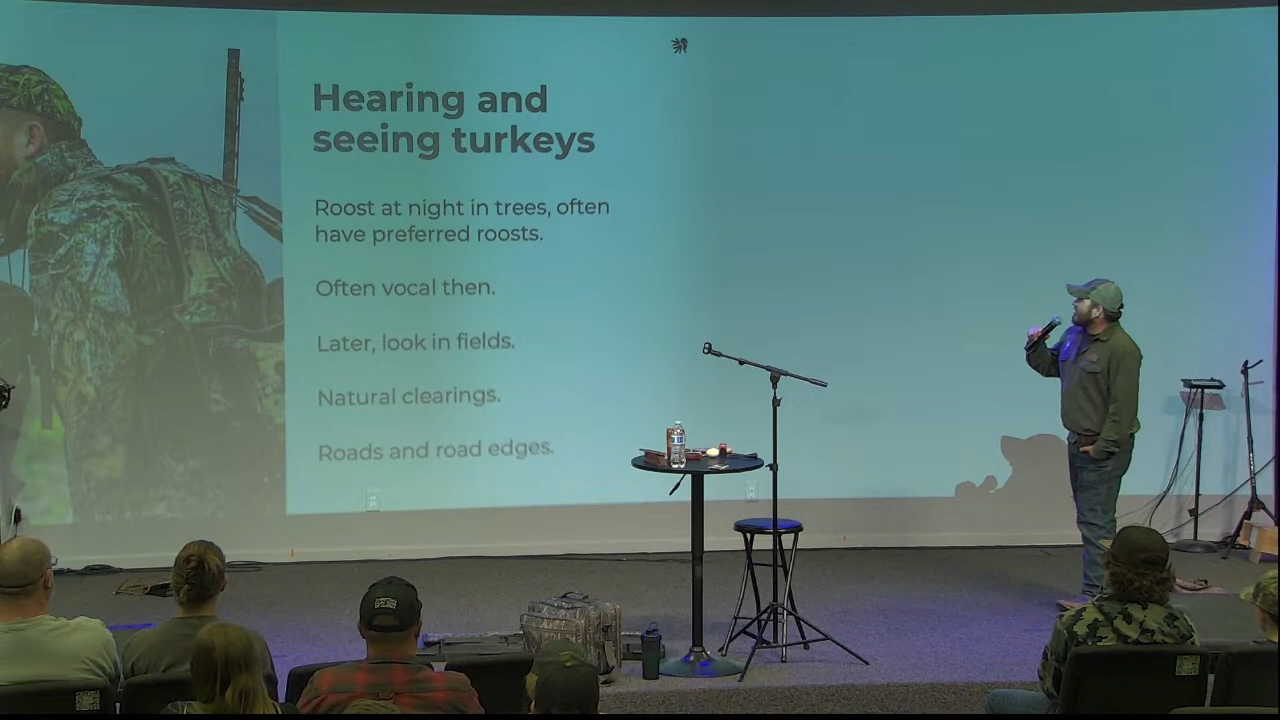 Hearing and
seeing turkeys
Roost at night in trees, often
have preferred roosts.
Often vocal then.
Later, look in fields.
Natural clearings.
Roads and road edges.